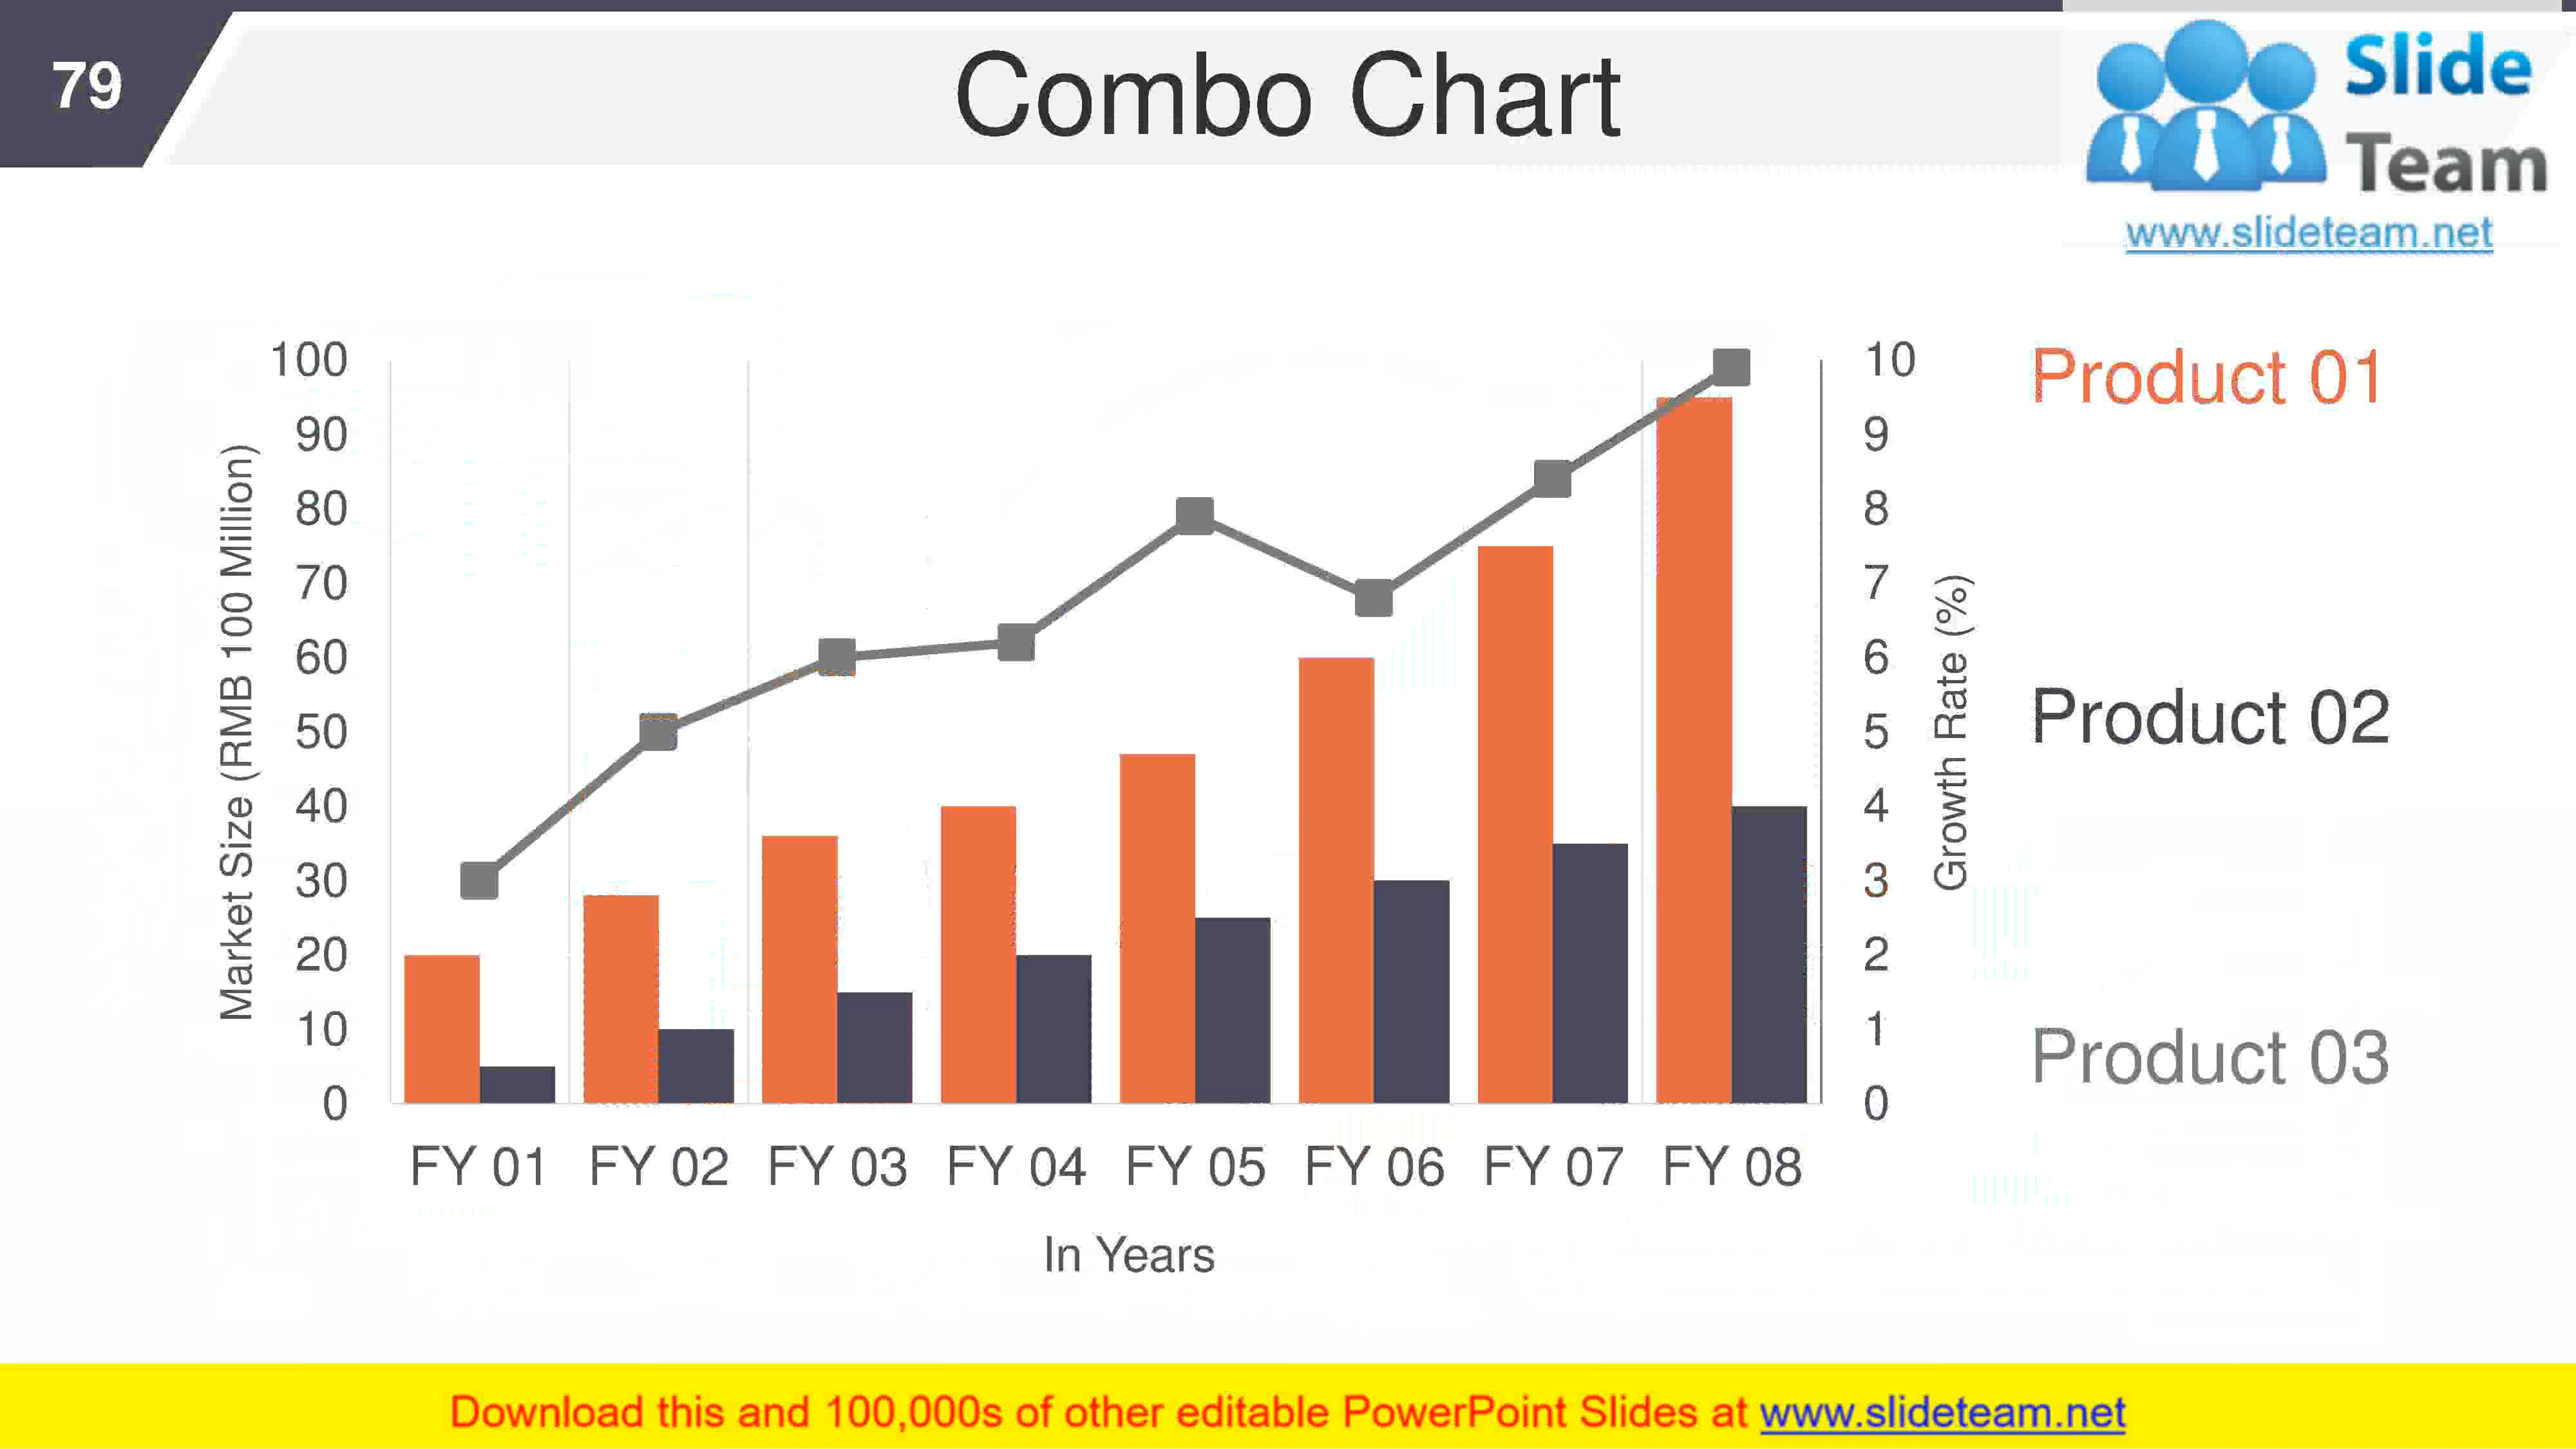 79
Combo Chart
Slide
Team
www.slideteam.net
Market Size (RMB 100 Million)
100
90
80
70
60
50
40
30
20
10
0
10
9
8
7
6
5
4
3
2
1
0
Growth Rate (%)
Product 01
Product 02
Product 03
FY 01 FY 02 FY 03 FY 04 FY 05 FY 06 FY 07 FY 08
In Years
Download this and 100,000s of other editable PowerPoint Slides at www.slideteam.net